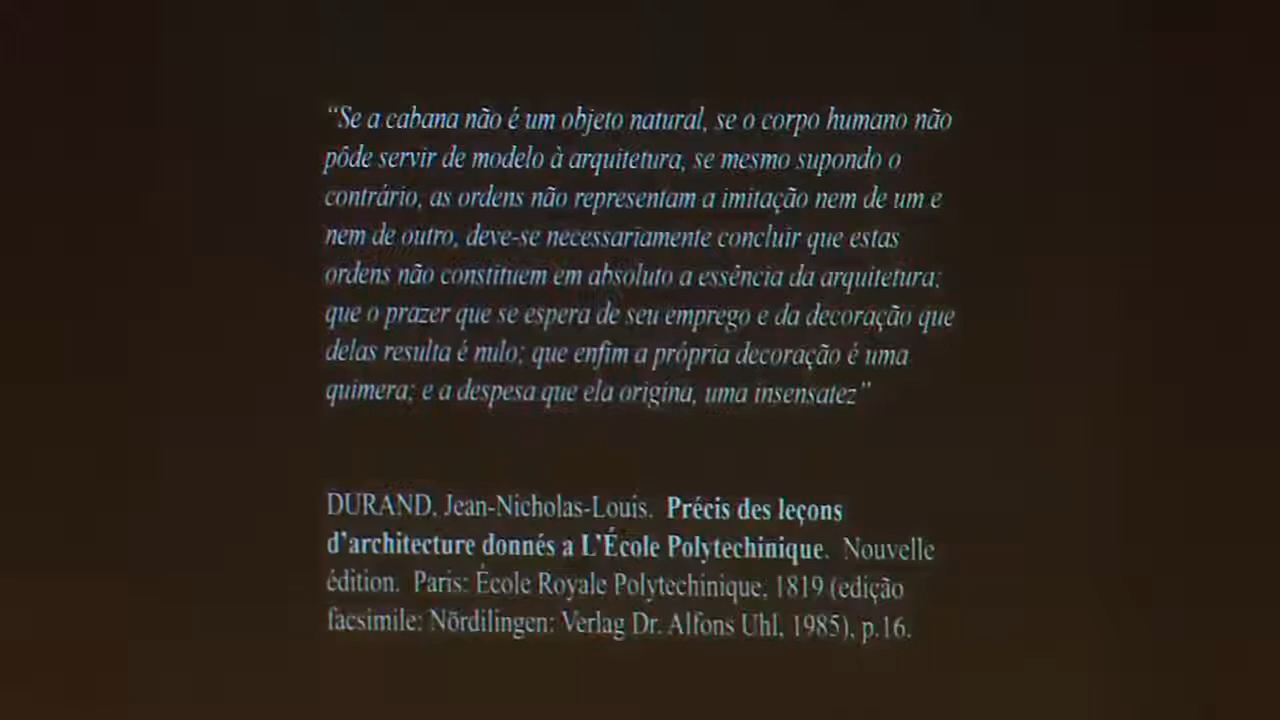 “Se a cabana não é um objeto natural, se o corpo humano não
pôde servir de modelo à arquitetura, se mesmo supondo o
contrário, as ordens não representam a imitação nem de um e
nem de outro, deve-se necessariamente concluir que estas
ordens não constituem em absoluto a essência da arquitetura;
que o prazer que se espera de seu emprego e da decoração que
delas resulta é nulo; que enfim a própria decoração é uma
quimera; e a despesa que ela origina, uma insensatez”
DURAND, Jean-Nicholas-Louis. Précis des leçons
d’architecture donnés a L’École Polytechinique. Nouvelle
édition. Paris: École Royale Polytechinique, 1819 (edição
facsimile: Nördilingen: Verlag Dr. Alfons Uhl, 1985), p.16.